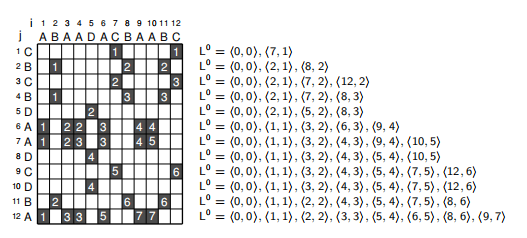 i 1 2 3 4 5 6 7 8 9 10 11 12
j A B A A D A C B A A B C
1 C 1 1 L⁰ = ⟨0, 0⟩, ⟨7, 1⟩
2 B 1 2 2 L⁰ = ⟨0, 0⟩, ⟨2, 1⟩, ⟨8, 2⟩
3 C 2 3 L⁰ = ⟨0, 0⟩, ⟨2, 1⟩, ⟨7, 2⟩, ⟨12, 2⟩
4 B 1 3 3 L⁰ = ⟨0, 0⟩, ⟨2, 1⟩, ⟨7, 2⟩, ⟨8, 3⟩
5 D 2 L⁰ = ⟨0, 0⟩, ⟨2, 1⟩, ⟨5, 2⟩, ⟨8, 3⟩
6 A 1 2 2 3 4 4 L⁰ = ⟨0, 0⟩, ⟨1, 1⟩, ⟨3, 2⟩, ⟨6, 3⟩, ⟨9, 4⟩
7 A 1 2 3 3 4 5 L⁰ = ⟨0, 0⟩, ⟨1, 1⟩, ⟨3, 2⟩, ⟨4, 3⟩, ⟨9, 4⟩, ⟨10, 5⟩
8 D 4 L⁰ = ⟨0, 0⟩, ⟨1, 1⟩, ⟨3, 2⟩, ⟨4, 3⟩, ⟨5, 4⟩, ⟨10, 5⟩
9 C 5 6 L⁰ = ⟨0, 0⟩, ⟨1, 1⟩, ⟨3, 2⟩, ⟨4, 3⟩, ⟨5, 4⟩, ⟨7, 5⟩, ⟨12, 6⟩
10 D 4 L⁰ = ⟨0, 0⟩, ⟨1, 1⟩, ⟨3, 2⟩, ⟨4, 3⟩, ⟨5, 4⟩, ⟨7, 5⟩, ⟨12, 6⟩
11 B 2 6 6 L⁰ = ⟨0, 0⟩, ⟨1, 1⟩, ⟨2, 2⟩, ⟨4, 3⟩, ⟨5, 4⟩, ⟨7, 5⟩, ⟨8, 6⟩
12 A 1 3 3 5 7 7 L⁰ = ⟨0, 0⟩, ⟨1, 1⟩, ⟨2, 2⟩, ⟨3, 3⟩, ⟨5, 4⟩, ⟨6, 5⟩, ⟨8, 6⟩, ⟨9, 7⟩